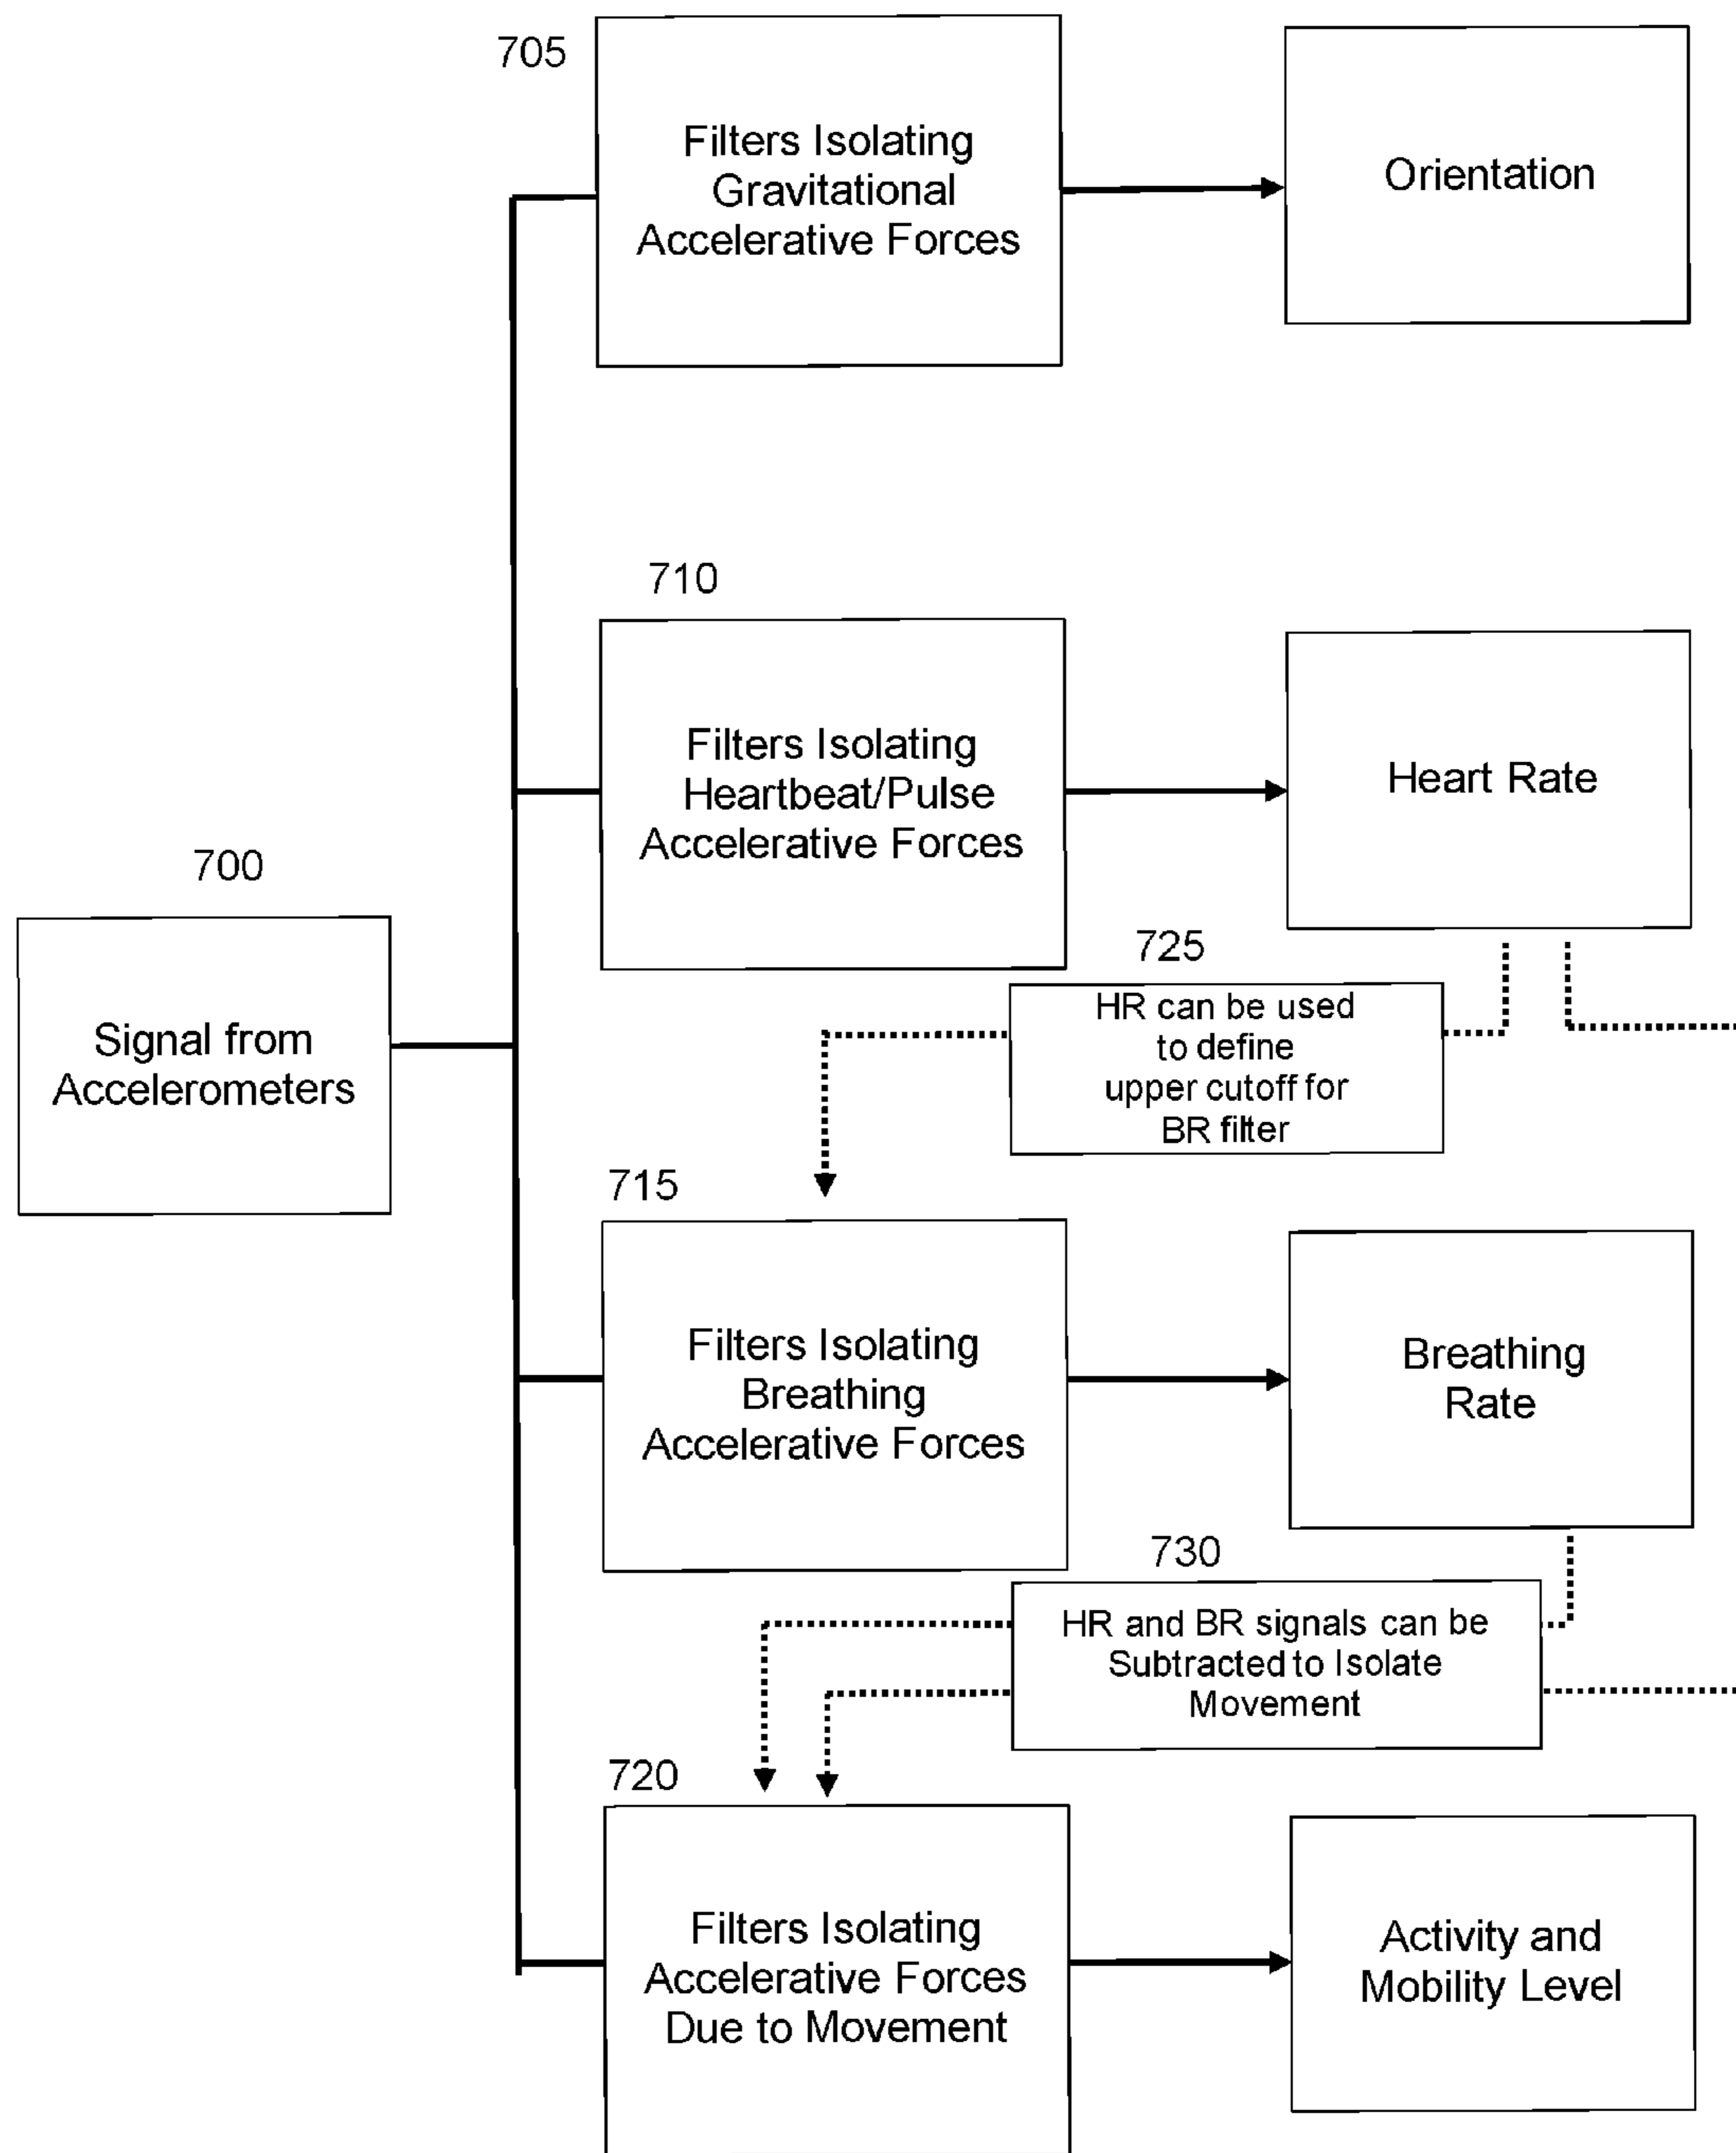 705
Filters Isolating
Gravitational
Accelerative Forces
Orientation
710
Filters Isolating
Heartbeat/Pulse
Accelerative Forces
Heart Rate
700
Signal from
Accelerometers
725
HR can be used
to define
upper cutoff for
BR filter
715
Filters Isolating
Breathing
Accelerative Forces
Breathing
Rate
730
HR and BR signals can be
Subtracted to Isolate
Movement
720
Filters Isolating
Accelerative Forces
Due to Movement
Activity and
Mobility Level